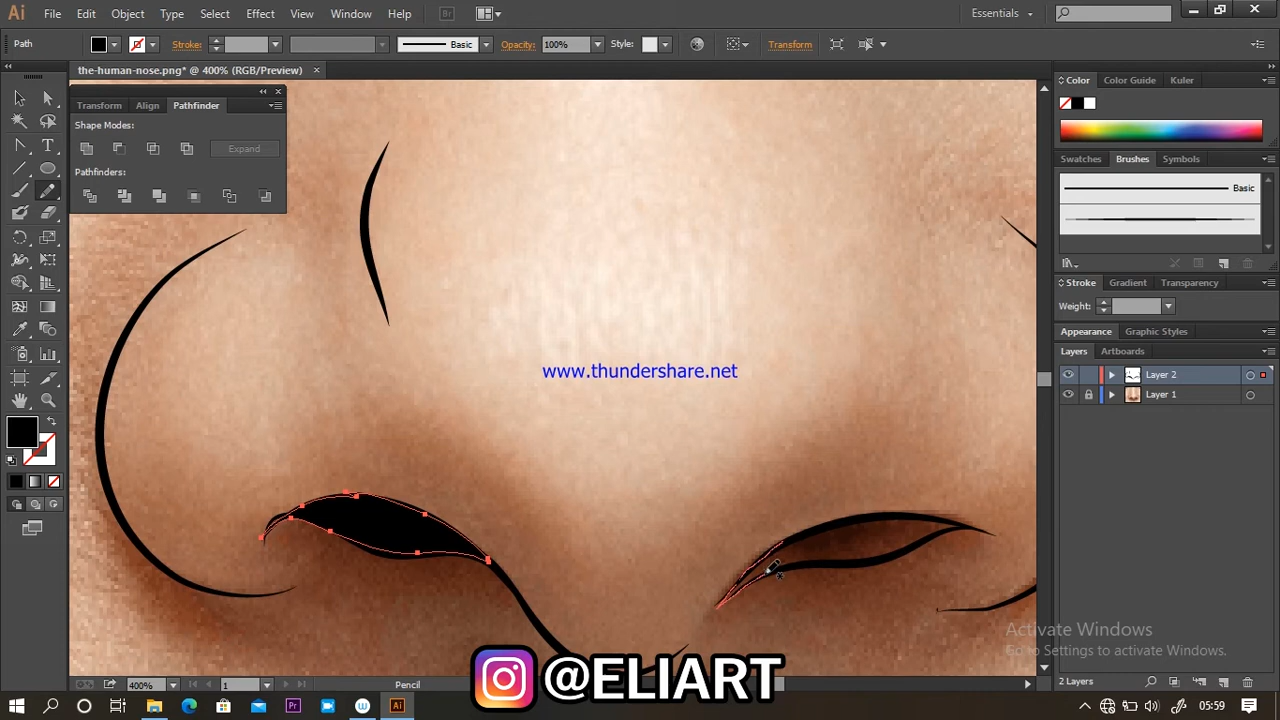 Ai File Edit Object Type Select Effect View Window Help Br Essentials
Path Stroke: Basic Opacity: 100% Style: Transform
the-human-nose.png* @ 400% (RGB/Preview)
Transform Align Pathfinder
Shape Modes:
Expand
Pathfinders:
Color Color Guide Kuler
Swatches Brushes Symbols
Basic
Stroke Gradient Transparency
Weight:
Appearance Graphic Styles
Layers Artboards
Layer 2
Layer 1
www.thundershare.net
Activate Windows
Go to Settings to activate Windows.
@ELIART
400% 1 Pencil
2 Layers
Pr Ai 05:59